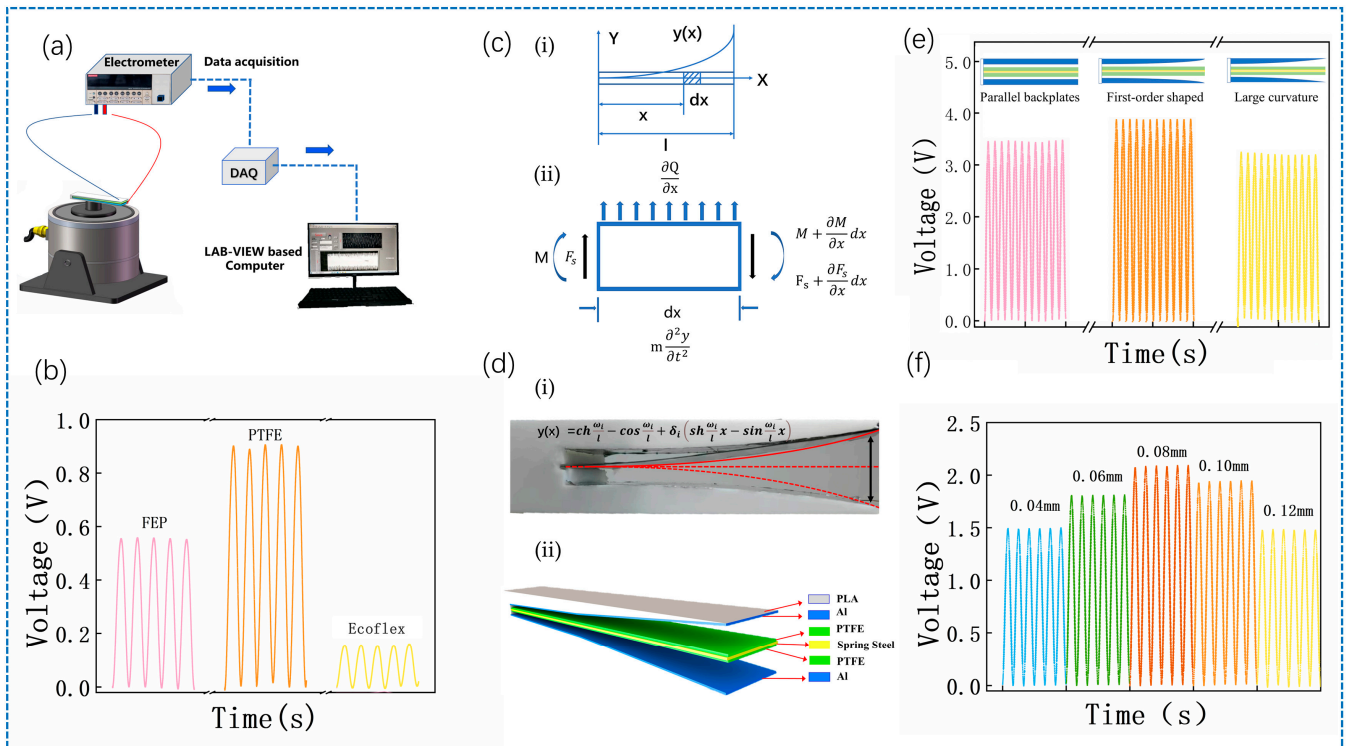 (a)
Electrometer
Data acquisition
DAQ
LAB-VIEW based
Computer
(b)
Voltage (V)
1.0
0.8
0.6
0.4
0.2
0.0
FEP
PTFE
Ecoflex
Time(s)
(c)
(i)
Y
y(x)
X
dx
x
l
(ii)
∂Q/∂x
M
F_s
M + ∂M/∂x dx
F_s + ∂F_s/∂x dx
dx
m ∂²y/∂t²
(d)
(i)
y(x) =ch ω_i/l − cos ω_i/l + δ_i (sh ω_i/l x − sin ω_i/l x)
(ii)
PLA
Al
PTFE
Spring Steel
PTFE
Al
(e)
Voltage (V)
5.0
4.0
3.0
2.0
1.0
0.0
Parallel backplates
First-order shaped
Large curvature
Time(s)
(f)
Voltage (V)
2.5
2.0
1.5
1.0
0.5
0.0
0.04mm
0.06mm
0.08mm
0.10mm
0.12mm
Time (s)